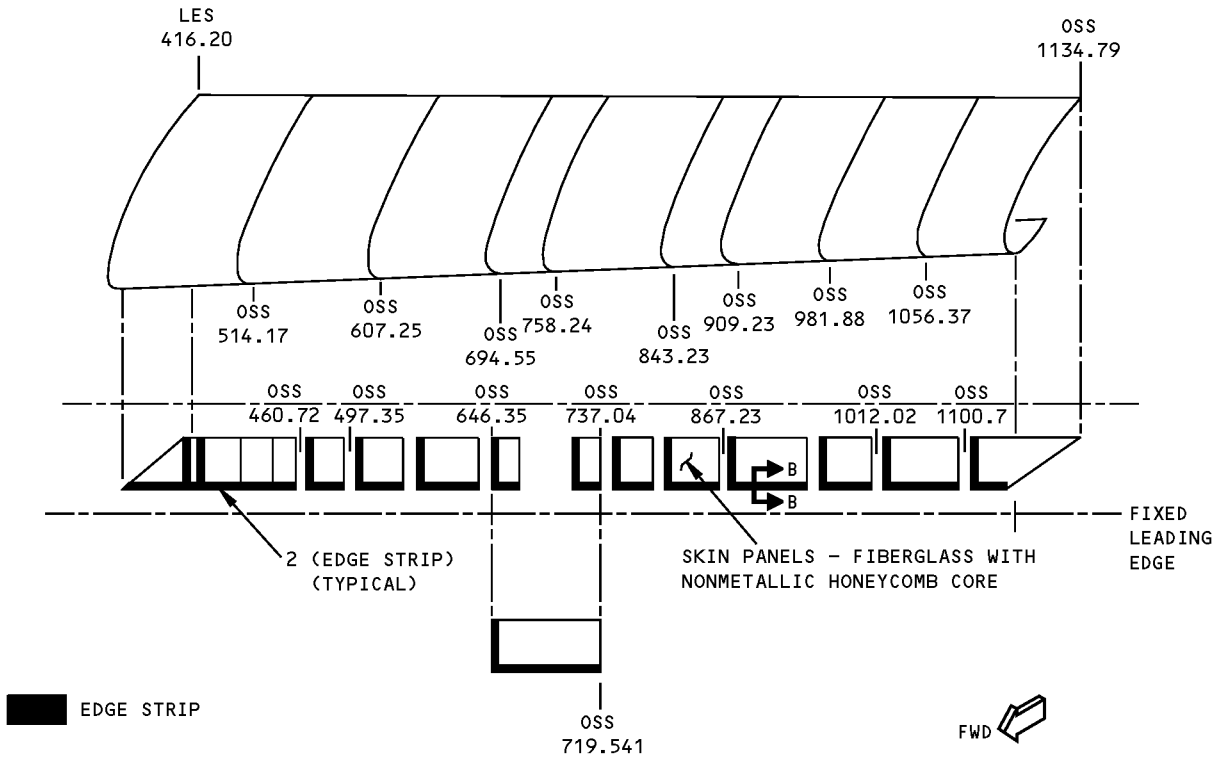 LES
416.20
OSS
1134.79
OSS
514.17
OSS
607.25
OSS
694.55
OSS
758.24
OSS
843.23
OSS
909.23
OSS
981.88
OSS
1056.37
OSS
460.72
OSS
497.35
OSS
646.35
OSS
737.04
OSS
867.23
OSS
1012.02
OSS
1100.7
B
B
FIXED
LEADING
EDGE
2 (EDGE STRIP)
(TYPICAL)
SKIN PANELS - FIBERGLASS WITH
NONMETALLIC HONEYCOMB CORE
EDGE STRIP
OSS
719.541
FWD